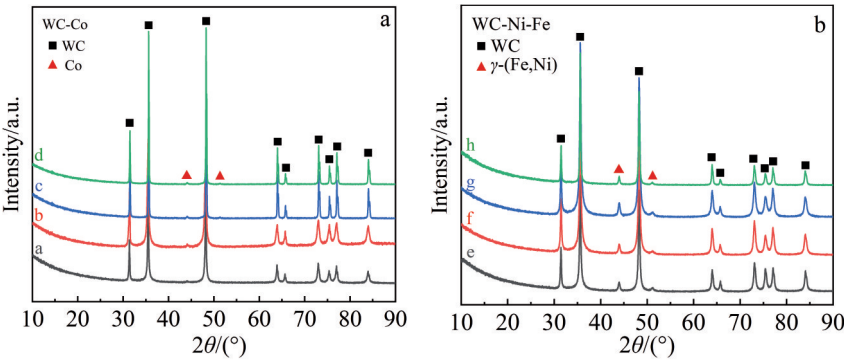 a
WC-Co
■ WC
▲ Co
d
c
b
a
Intensity/a.u.
10 20 30 40 50 60 70 80 90
2θ/(°)
b
WC-Ni-Fe
■ WC
▲ γ-(Fe,Ni)
h
g
f
e
Intensity/a.u.
10 20 30 40 50 60 70 80 90
2θ/(°)